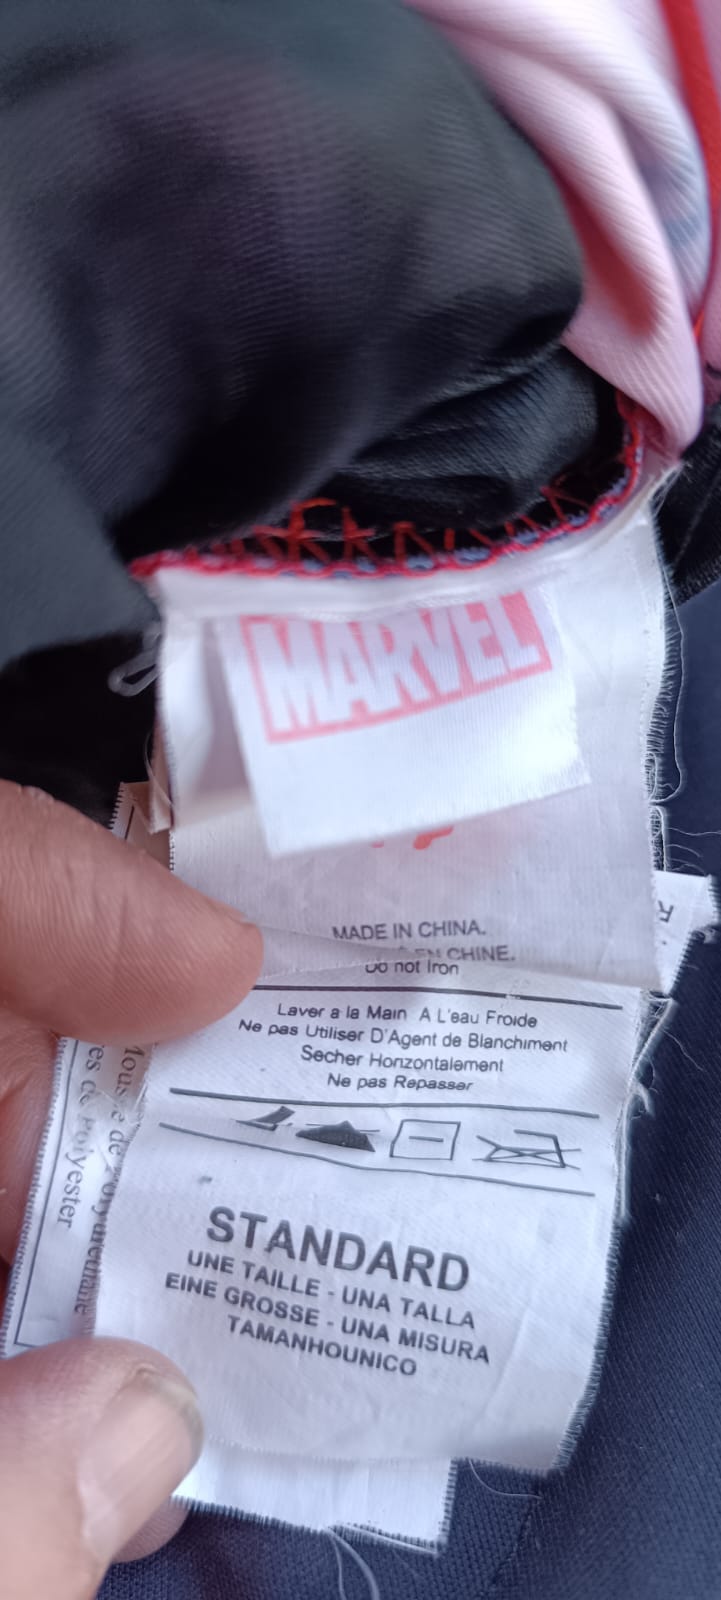 MARVEL
MADE IN CHINA.
EN CHINE.
Do not Iron
Laver a la Main A L'eau Froide
Ne pas Utiliser D'Agent de Blanchiment
Secher Horizontalement
Ne pas Repasser
STANDARD
UNE TAILLE - UNA TALLA
EINE GROSSE - UNA MISURA
TAMANHOUNICO
de Polyester